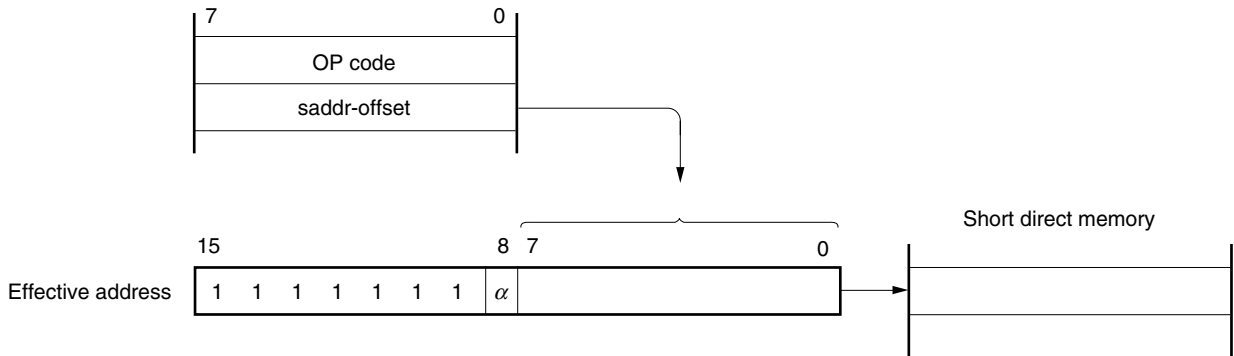 7 0
OP code
saddr-offset
Short direct memory
15 8 7 0
Effective address 1 1 1 1 1 1 1 α